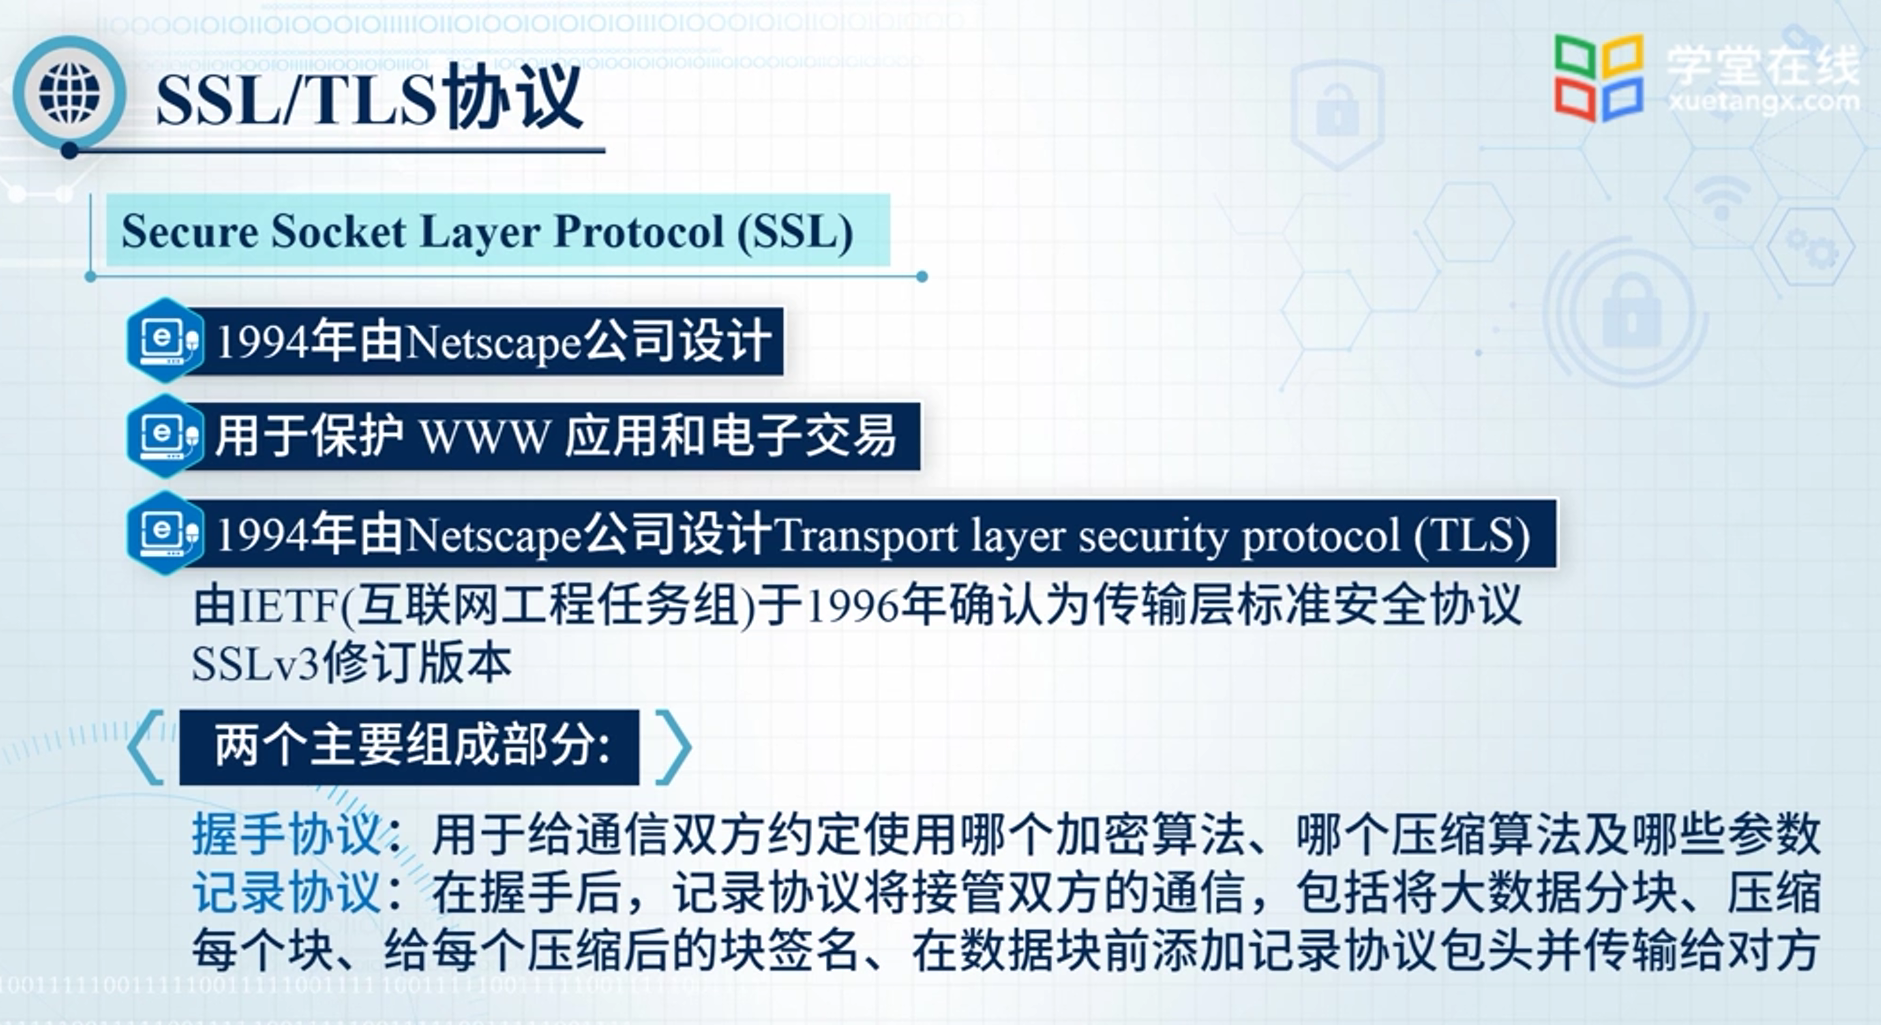 SSL/TLS协议
学堂在线
xuetangx.com
Secure Socket Layer Protocol (SSL)
1994年由Netscape公司设计
用于保护 WWW 应用和电子交易
1994年由Netscape公司设计Transport layer security protocol (TLS)
由IETF(互联网工程任务组)于1996年确认为传输层标准安全协议
SSLv3修订版本
两个主要组成部分:
握手协议：用于给通信双方约定使用哪个加密算法、哪个压缩算法及哪些参数
记录协议：在握手后，记录协议将接管双方的通信，包括将大数据分块、压缩
每个块、给每个压缩后的块签名、在数据块前添加记录协议包头并传输给对方